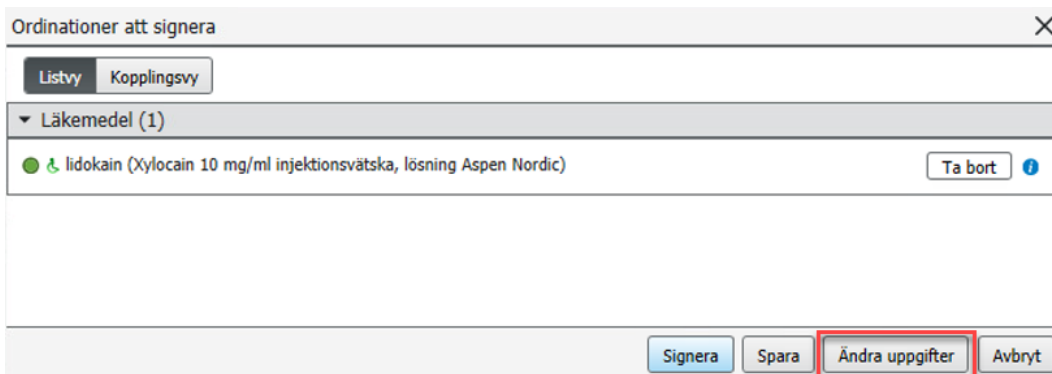 Ordinationer att signera
Listvy Kopplingsvy
Läkemedel (1)
lidokain (Xylocain 10 mg/ml injektionsvätska, lösning Aspen Nordic) Ta bort
Signera Spara Ändra uppgifter Avbryt